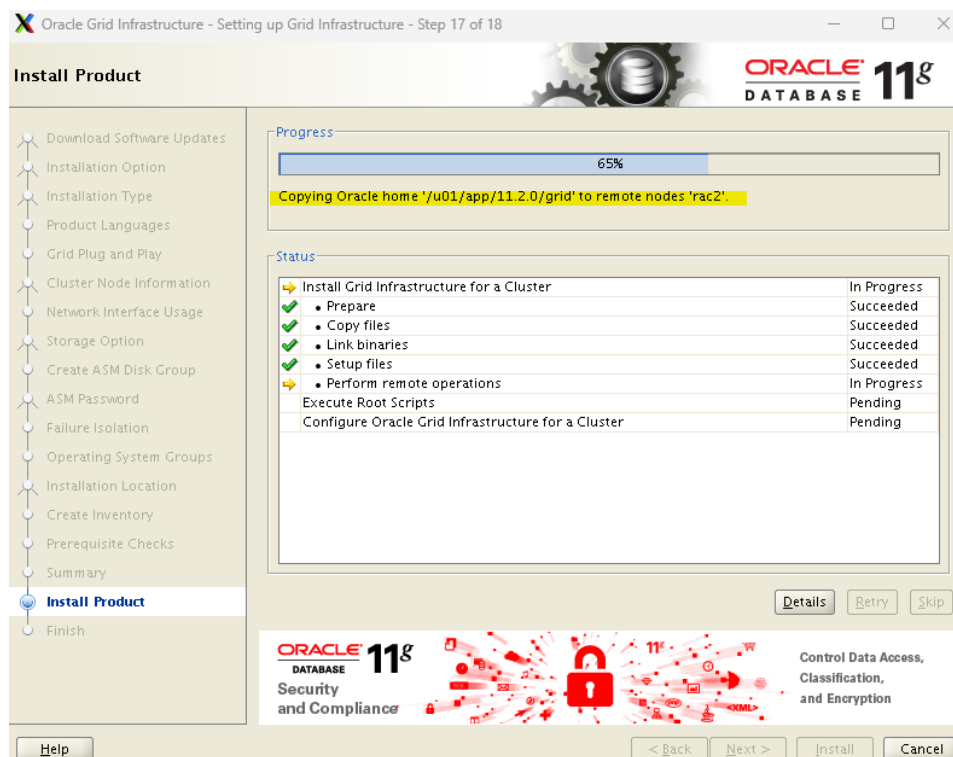 X Oracle Grid Infrastructure - Setting up Grid Infrastructure - Step 17 of 18
Install Product
ORACLE 11g
DATABASE
Download Software Updates
Installation Option
Installation Type
Product Languages
Grid Plug and Play
Cluster Node Information
Network Interface Usage
Storage Option
Create ASM Disk Group
ASM Password
Failure Isolation
Operating System Groups
Installation Location
Create Inventory
Prerequisite Checks
Summary
Install Product
Finish
Progress
65%
Copying Oracle home '/u01/app/11.2.0/grid' to remote nodes 'rac2'.
Status
Install Grid Infrastructure for a Cluster In Progress
• Prepare Succeeded
• Copy files Succeeded
• Link binaries Succeeded
• Setup files Succeeded
• Perform remote operations In Progress
Execute Root Scripts Pending
Configure Oracle Grid Infrastructure for a Cluster Pending
Details Retry Skip
ORACLE 11g
DATABASE
Security
and Compliance
11g
<XML>
Control Data Access,
Classification,
and Encryption
Help < Back Next > Install Cancel